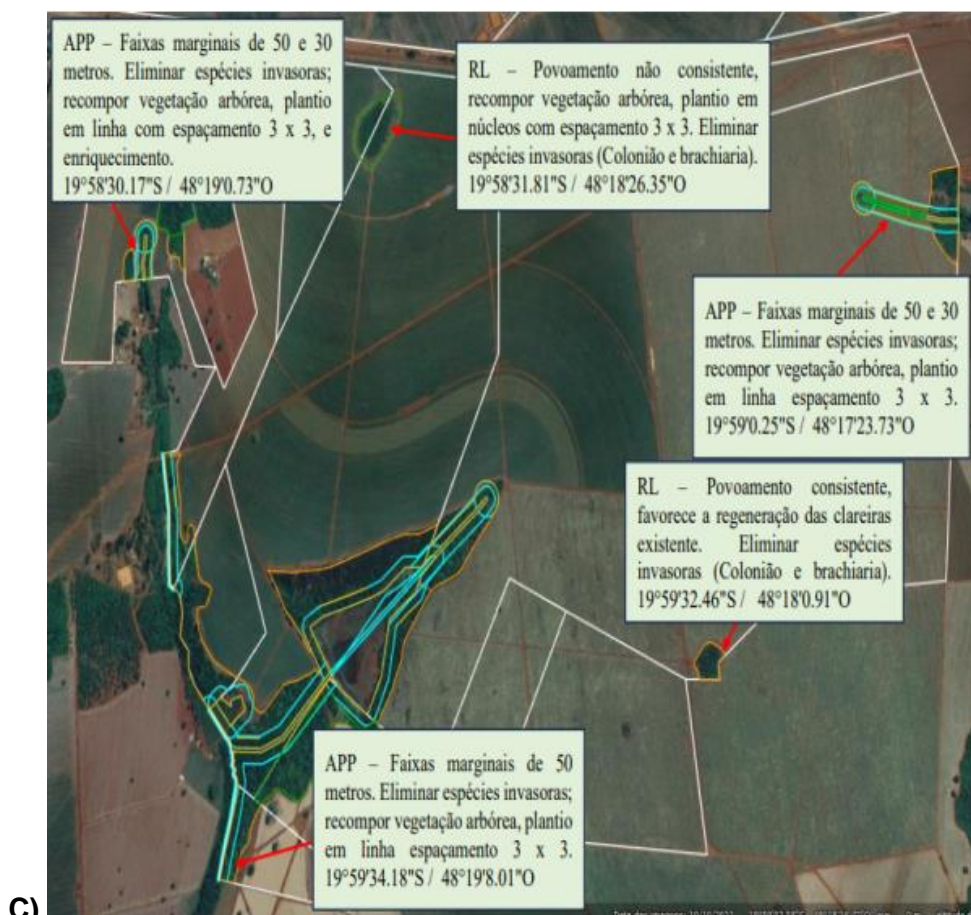 APP – Faixas marginais de 50 e 30
metros. Eliminar espécies invasoras;
recompor vegetação arbórea, plantio
em linha com espaçamento 3 x 3, e
enriquecimento.
19°58'30.17"S / 48°19'0.73"O
RL – Povoamento não consistente,
recompor vegetação arbórea, plantio em
núcleos com espaçamento 3 x 3. Eliminar
espécies invasoras (Colonião e brachiaria).
19°58'31.81"S / 48°18'26.35"O
APP – Faixas marginais de 50 e 30
metros. Eliminar espécies invasoras;
recompor vegetação arbórea, plantio
em linha espaçamento 3 x 3.
19°59'0.25"S / 48°17'23.73"O
RL – Povoamento consistente,
favorece a regeneração das clareiras
existente. Eliminar espécies
invasoras (Colonião e brachiaria).
19°59'32.46"S / 48°18'0.91"O
APP – Faixas marginais de 50
metros. Eliminar espécies invasoras;
recompor vegetação arbórea, plantio
em linha espaçamento 3 x 3.
19°59'34.18"S / 48°19'8.01"O
C)